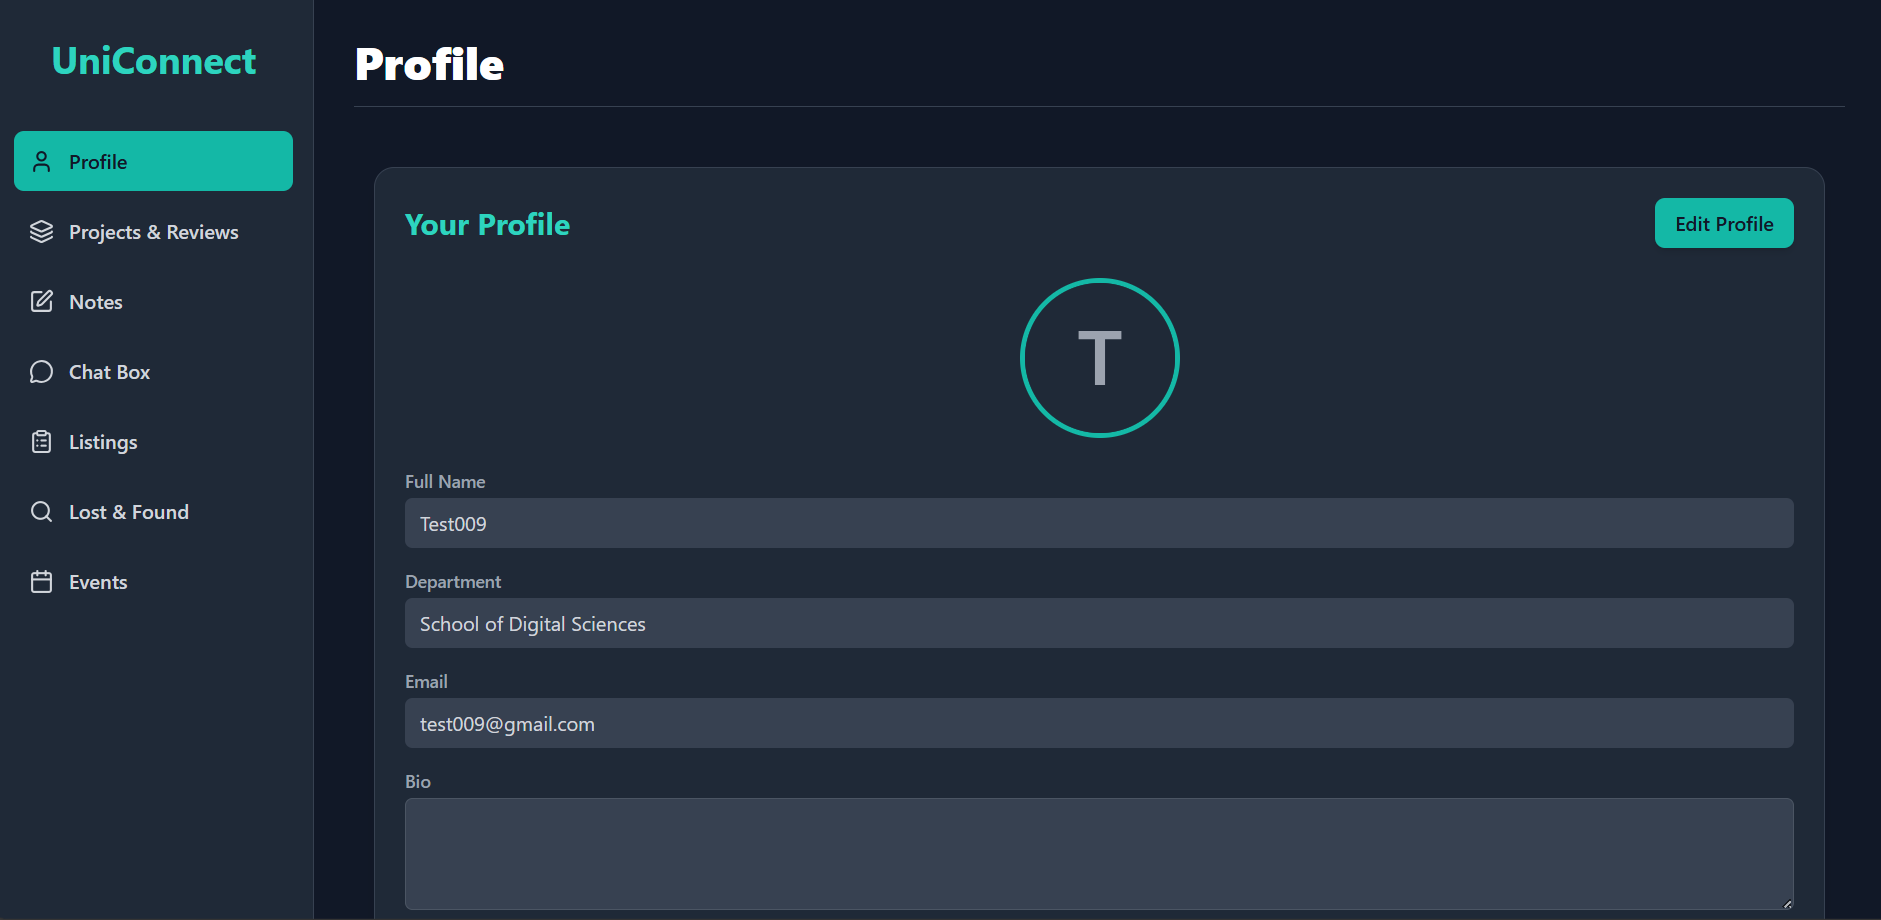 UniConnect
Profile
Projects & Reviews
Notes
Chat Box
Listings
Lost & Found
Events
Profile
Your Profile
Edit Profile
T
Full Name
Test009
Department
School of Digital Sciences
Email
test009@gmail.com
Bio